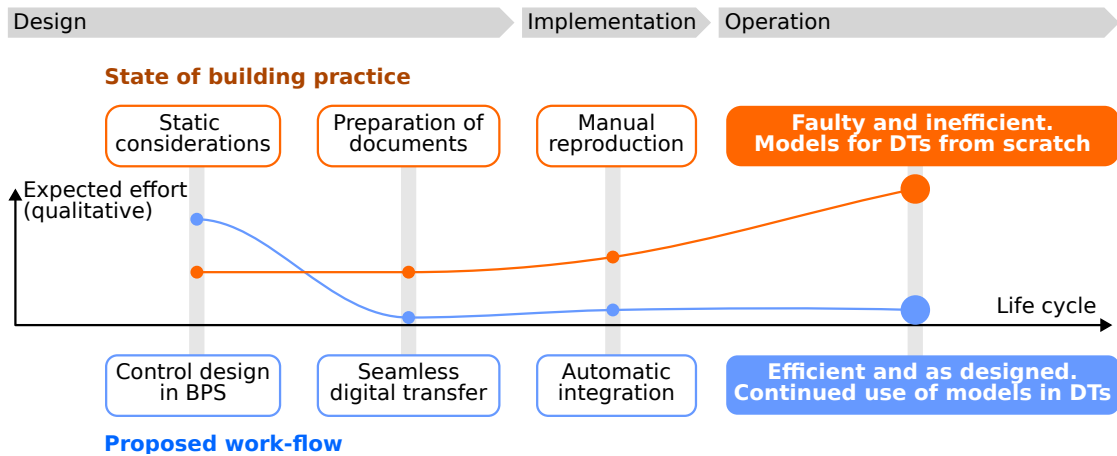 Design
Implementation
Operation
State of building practice
Static
considerations
Preparation of
documents
Manual
reproduction
Faulty and inefficient.
Models for DTs from scratch
Expected effort
(qualitative)
Life cycle
Control design
in BPS
Seamless
digital transfer
Automatic
integration
Efficient and as designed.
Continued use of models in DTs
Proposed work-flow